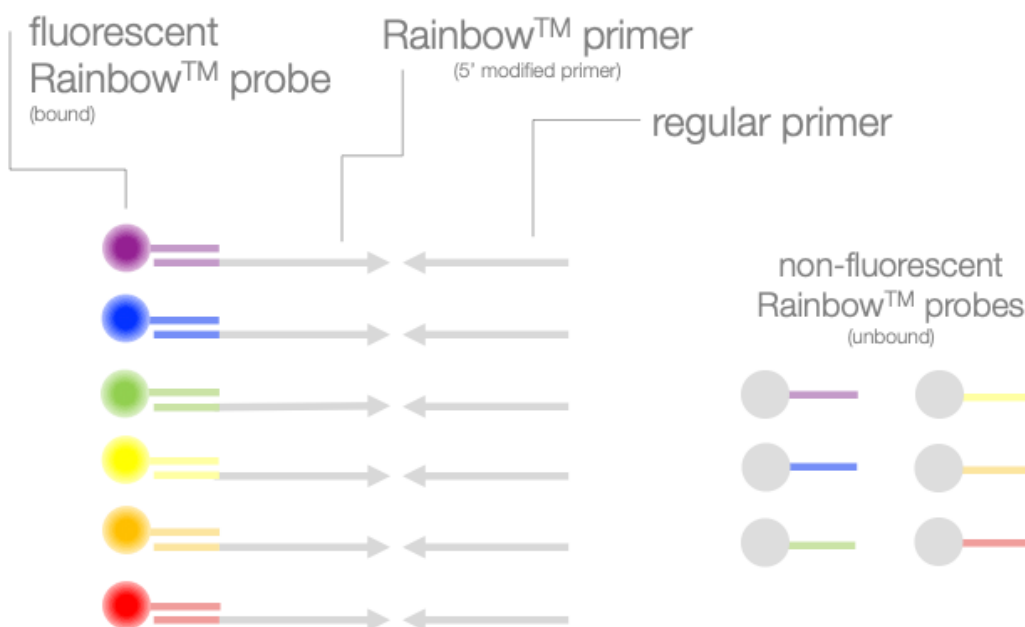 fluorescent
Rainbow™ probe
(bound)
Rainbow™ primer
(5' modified primer)
regular primer
non-fluorescent
Rainbow™ probes
(unbound)